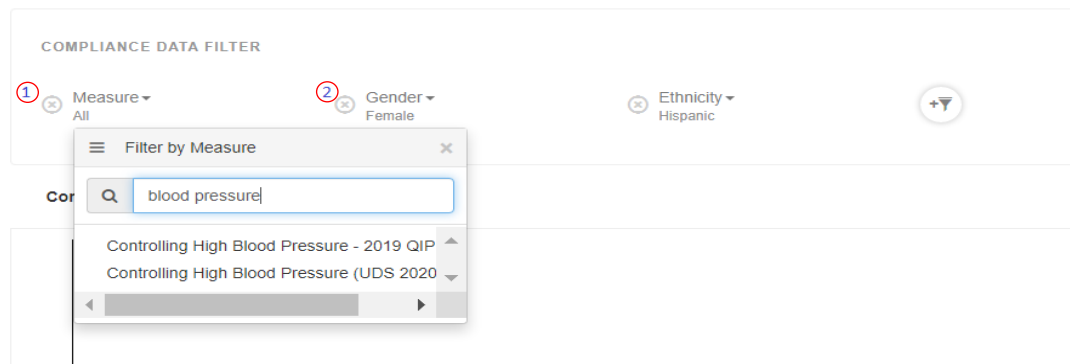 COMPLIANCE DATA FILTER
1 Measure 2 Gender Ethnicity
All Female Hispanic
Filter by Measure
Cor
blood pressure
Controlling High Blood Pressure - 2019 QIP
Controlling High Blood Pressure (UDS 2020